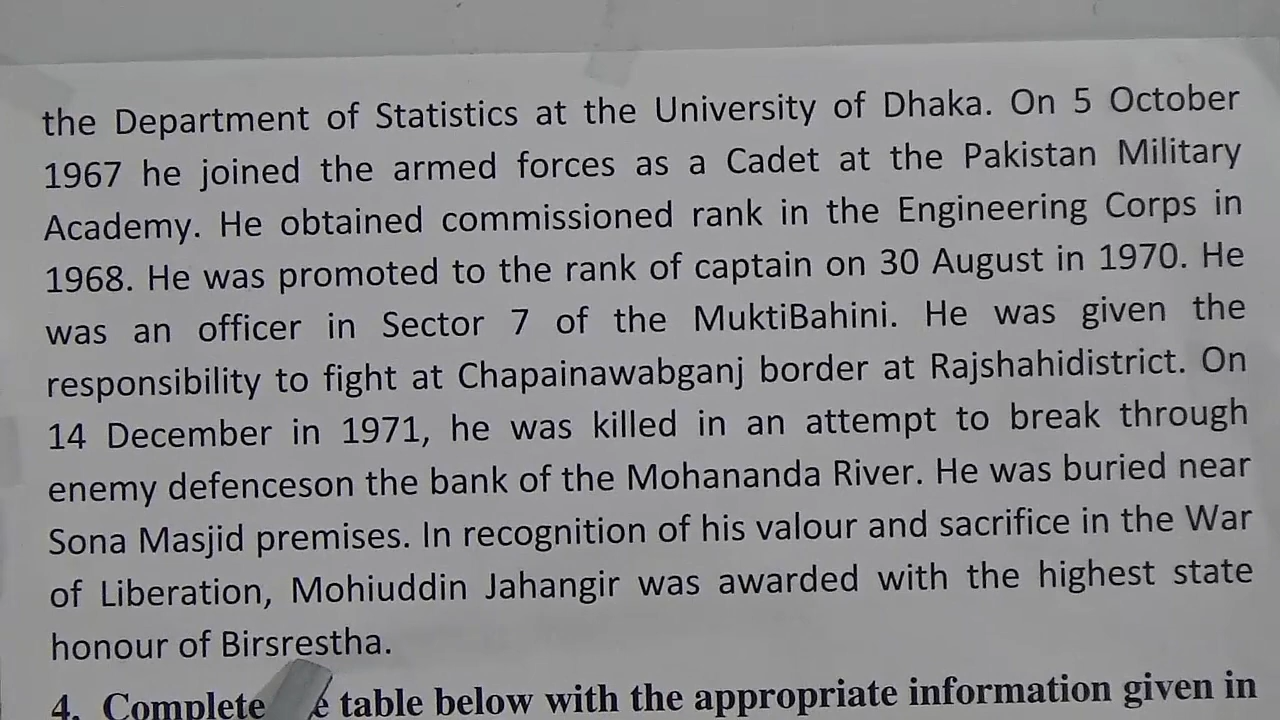 the Department of Statistics at the University of Dhaka. On 5 October
1967 he joined the armed forces as a Cadet at the Pakistan Military
Academy. He obtained commissioned rank in the Engineering Corps in
1968. He was promoted to the rank of captain on 30 August in 1970. He
was an officer in Sector 7 of the MuktiBahini. He was given the
responsibility to fight at Chapainawabganj border at Rajshahidistrict. On
14 December in 1971, he was killed in an attempt to break through
enemy defenceson the bank of the Mohananda River. He was buried near
Sona Masjid premises. In recognition of his valour and sacrifice in the War
of Liberation, Mohiuddin Jahangir was awarded with the highest state
honour of Birsrestha.
4. Complete table below with the appropriate information given in